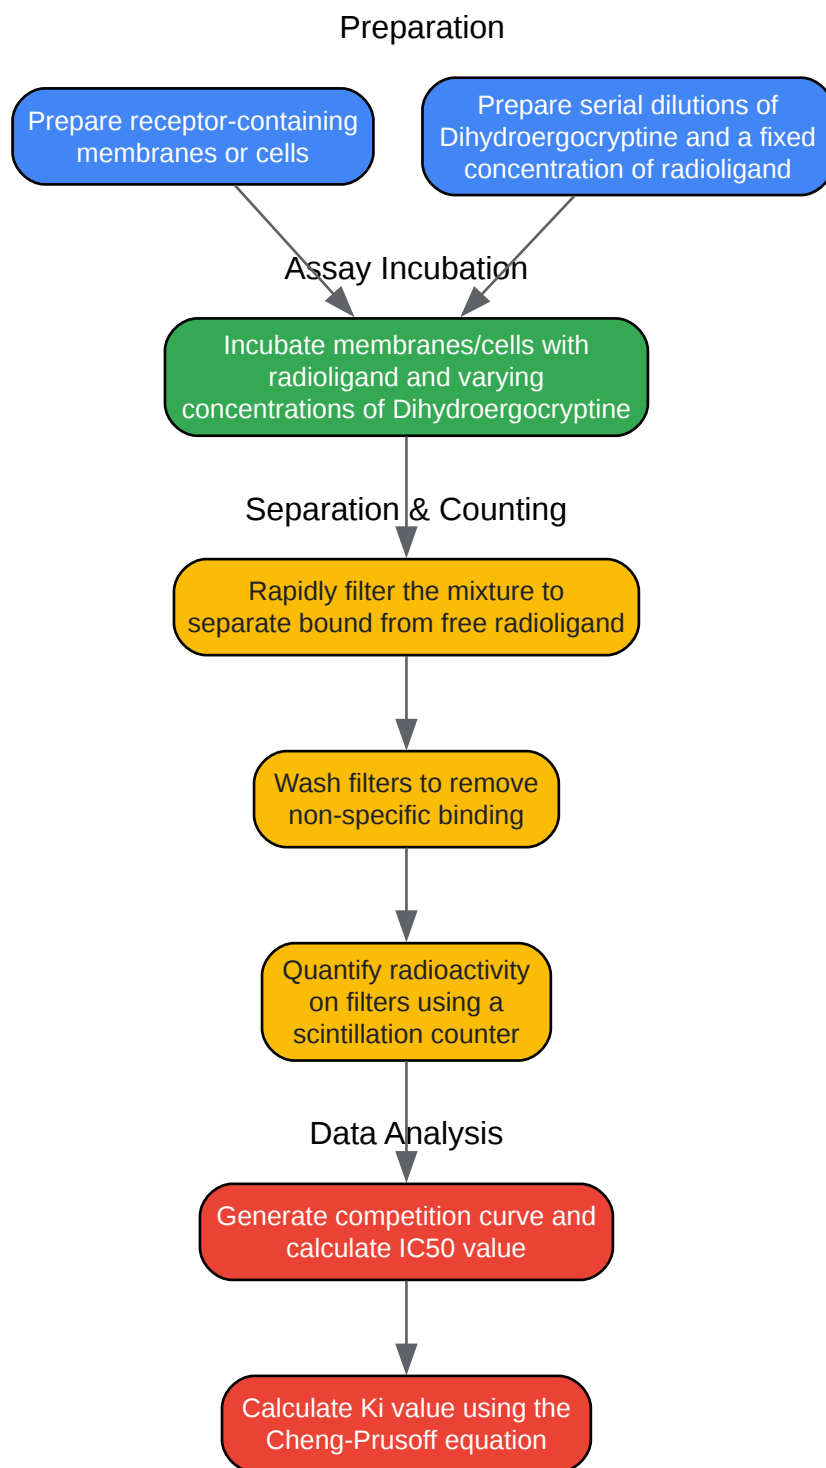 Preparation
Prepare receptor-containing
membranes or cells
Prepare serial dilutions of
Dihydroergocryptine and a fixed
concentration of radioligand
Assay Incubation
Incubate membranes/cells with
radioligand and varying
concentrations of Dihydroergocryptine
Separation & Counting
Rapidly filter the mixture to
separate bound from free radioligand
Wash filters to remove
non-specific binding
Quantify radioactivity
on filters using a
scintillation counter
Data Analysis
Generate competition curve and
calculate IC50 value
Calculate Ki value using the
Cheng-Prusoff equation